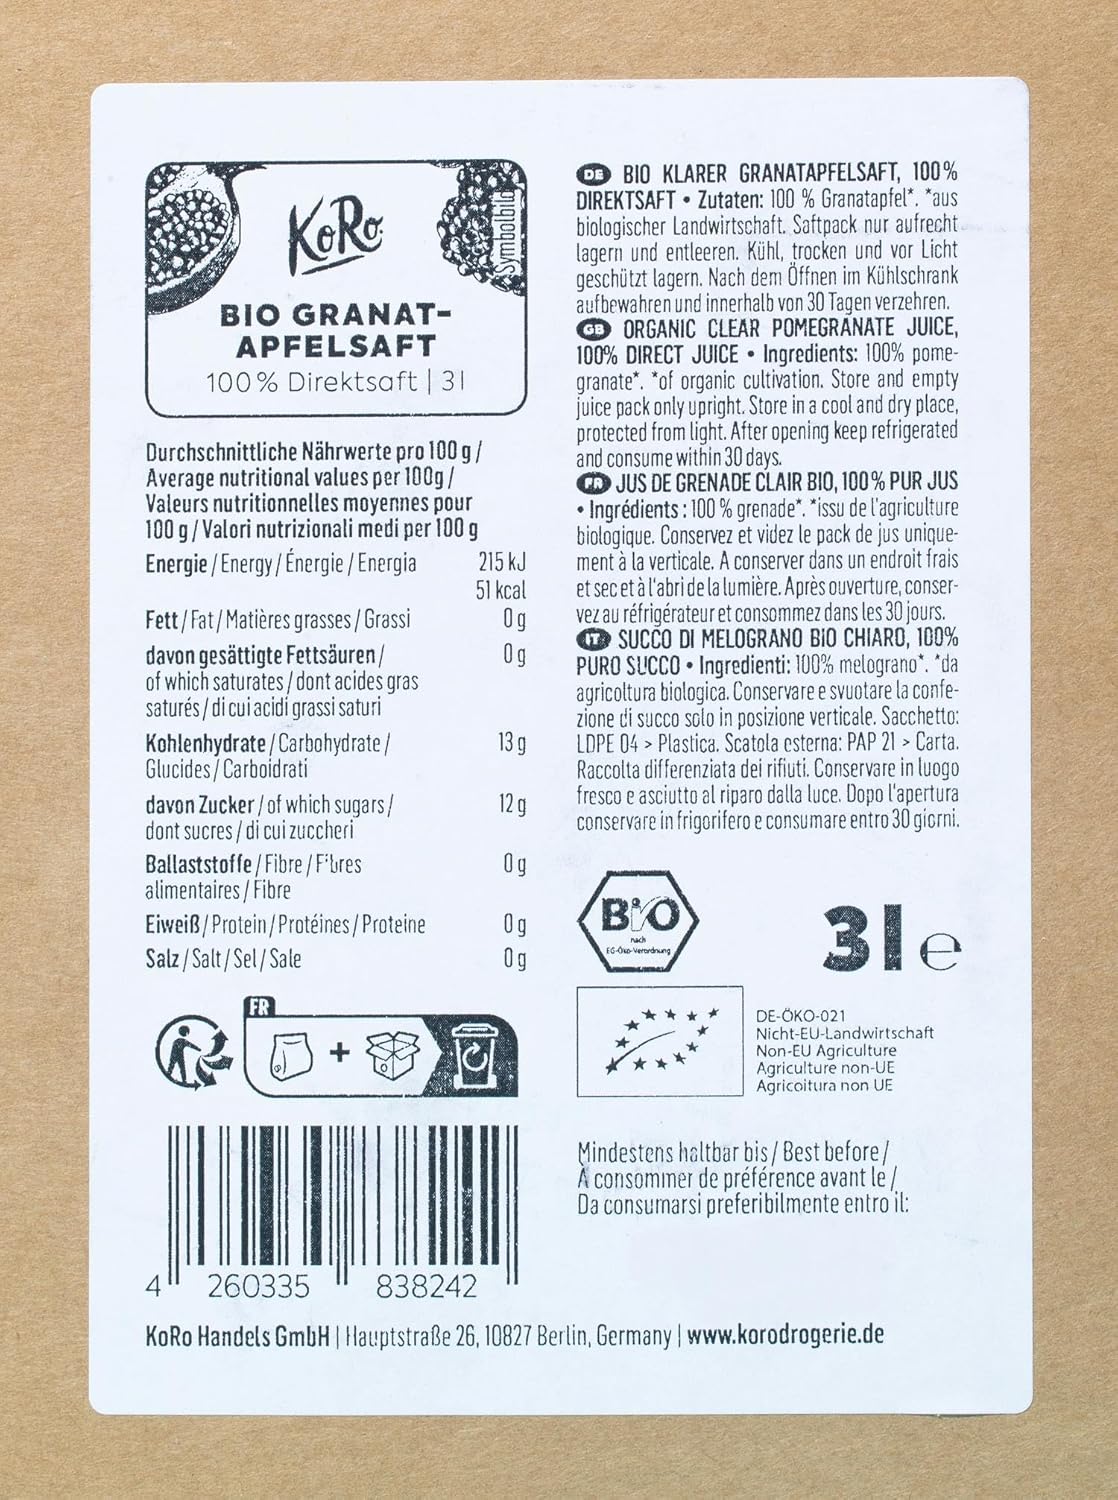 KoRo
Symbolbild
BIO GRANAT-
APFELSAFT
100% Direktsaft | 3l
Durchschnittliche Nährwerte pro 100 g /
Average nutritional values per 100g /
Valeurs nutritionnelles moyennes pour
100 g / Valori nutrizionali medi per 100 g
Energie / Energy / Énergie / Energia 215 kJ
51 kcal
Fett / Fat / Matières grasses / Grassi 0 g
davon gesättigte Fettsäuren / 0 g
of which saturates / dont acides gras
saturés / di cui acidi grassi saturi
Kohlenhydrate / Carbohydrate / 13 g
Glucides / Carboidrati
davon Zucker / of which sugars / 12 g
dont sucres / di cui zuccheri
Ballaststoffe / Fibre / Fibres 0 g
alimentaires / Fibre
Eiweiß / Protein / Protéines / Proteine 0 g
Salz / Salt / Sel / Sale 0 g
FR
+
4 260335 838242
DE BIO KLARER GRANATAPFELSAFT, 100%
DIREKTSAFT • Zutaten: 100 % Granatapfel*. *aus
biologischer Landwirtschaft. Saftpack nur aufrecht
lagern und entleeren. Kühl, trocken und vor Licht
geschützt lagern. Nach dem Öffnen im Kühlschrank
aufbewahren und innerhalb von 30 Tagen verzehren.
GB ORGANIC CLEAR POMEGRANATE JUICE,
100% DIRECT JUICE • Ingredients: 100% pome-
granate*. *of organic cultivation. Store and empty
juice pack only upright. Store in a cool and dry place,
protected from light. After opening keep refrigerated
and consume within 30 days.
FR JUS DE GRENADE CLAIR BIO, 100% PUR JUS
• Ingrédients : 100 % grenade*. *issu de l'agriculture
biologique. Conservez et videz le pack de jus unique-
ment à la verticale. A conserver dans un endroit frais
et sec et à l'abri de la lumière. Après ouverture, conser-
vez au réfrigérateur et consommez dans les 30 jours.
IT SUCCO DI MELOGRANO BIO CHIARO, 100%
PURO SUCCO • Ingredienti: 100% melograno*. *da
agricoltura biologica. Conservare e svuotare la confe-
zione di succo solo in posizione verticale. Sacchetto:
LDPE 04 > Plastica. Scatola esterna: PAP 21 > Carta.
Raccolta differenziata dei rifiuti. Conservare in luogo
fresco e asciutto al riparo dalla luce. Dopo l'apertura
conservare in frigorifero e consumare entro 30 giorni.
BIO
nach
EG-Öko-Verordnung
3l e
DE-ÖKO-021
Nicht-EU-Landwirtschaft
Non-EU Agriculture
Agriculture non-UE
Agricoitura non UE
Mindestens haltbar bis / Best before /
À consommer de préférence avant le /
Da consumarsi preferibilmente entro il:
KoRo Handels GmbH | Hauptstraße 26, 10827 Berlin, Germany | www.korodrogerie.de